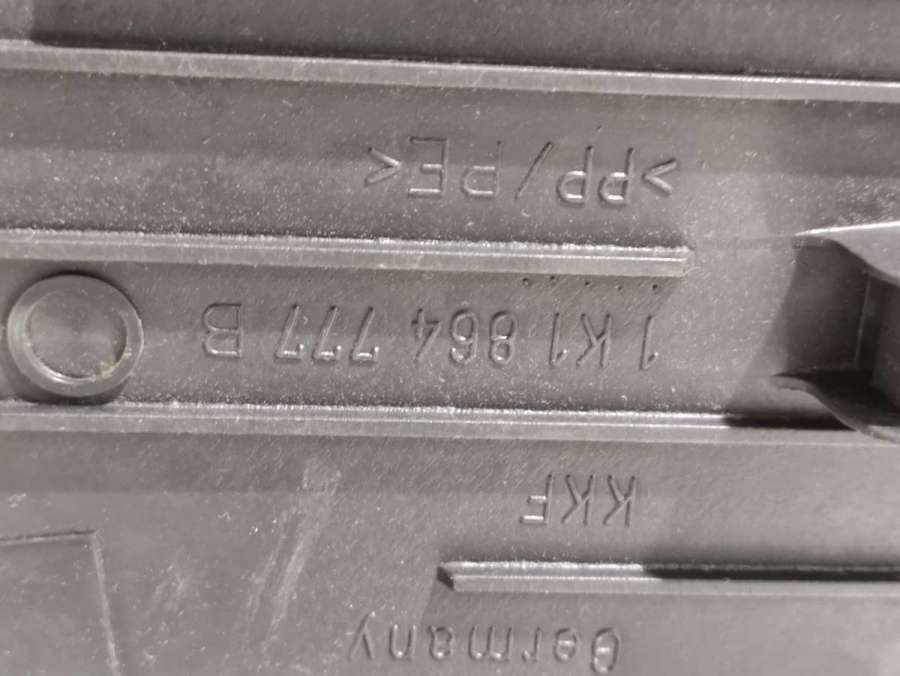 Germany
KKF
1K1 864 777 B
>PP/PE<